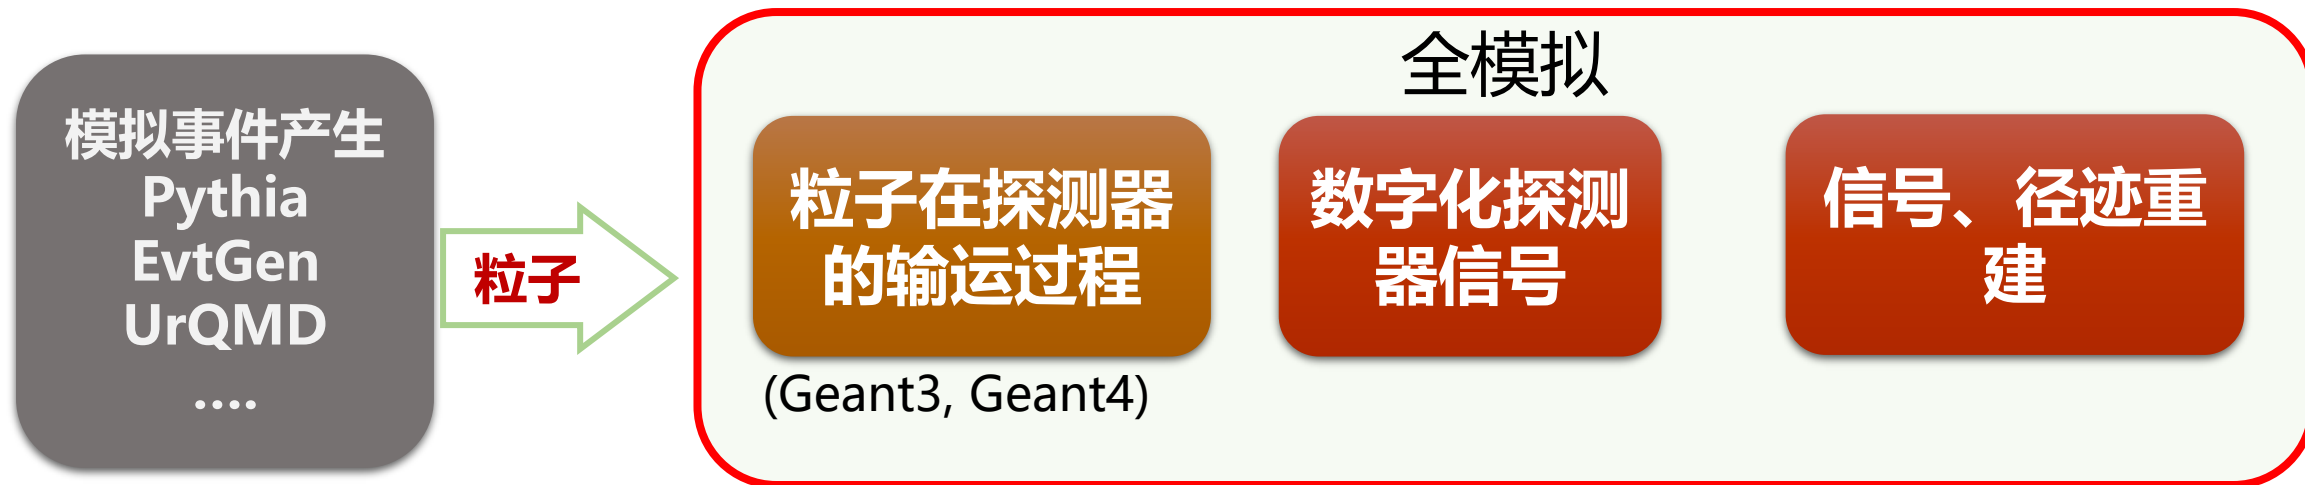 模拟事件产生
Pythia
EvtGen
UrQMD
....
粒子
全模拟
粒子在探测器
的输运过程
(Geant3, Geant4)
数字化探测
器信号
信号、径迹重
建